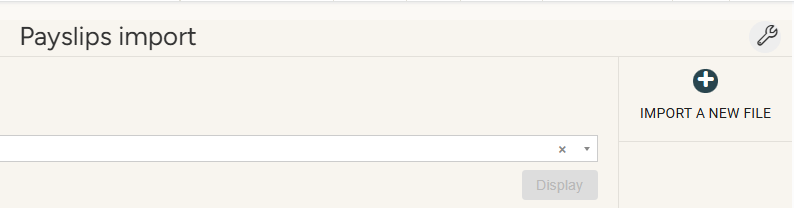 Payslips import
IMPORT A NEW FILE
Display